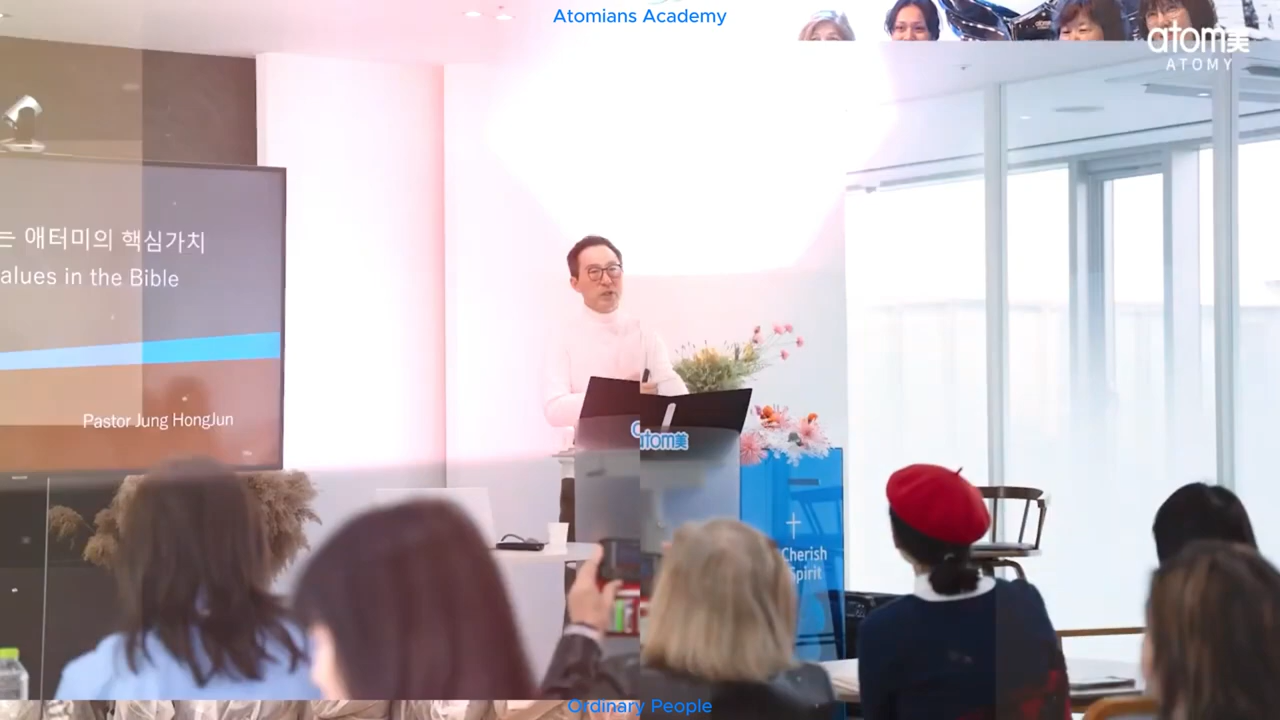 Atomians Academy
atom美
ATOMY
는 애터미의 핵심가치
alues in the Bible
Pastor Jung HongJun
atom美
Cherish
Spirit
Ordinary People